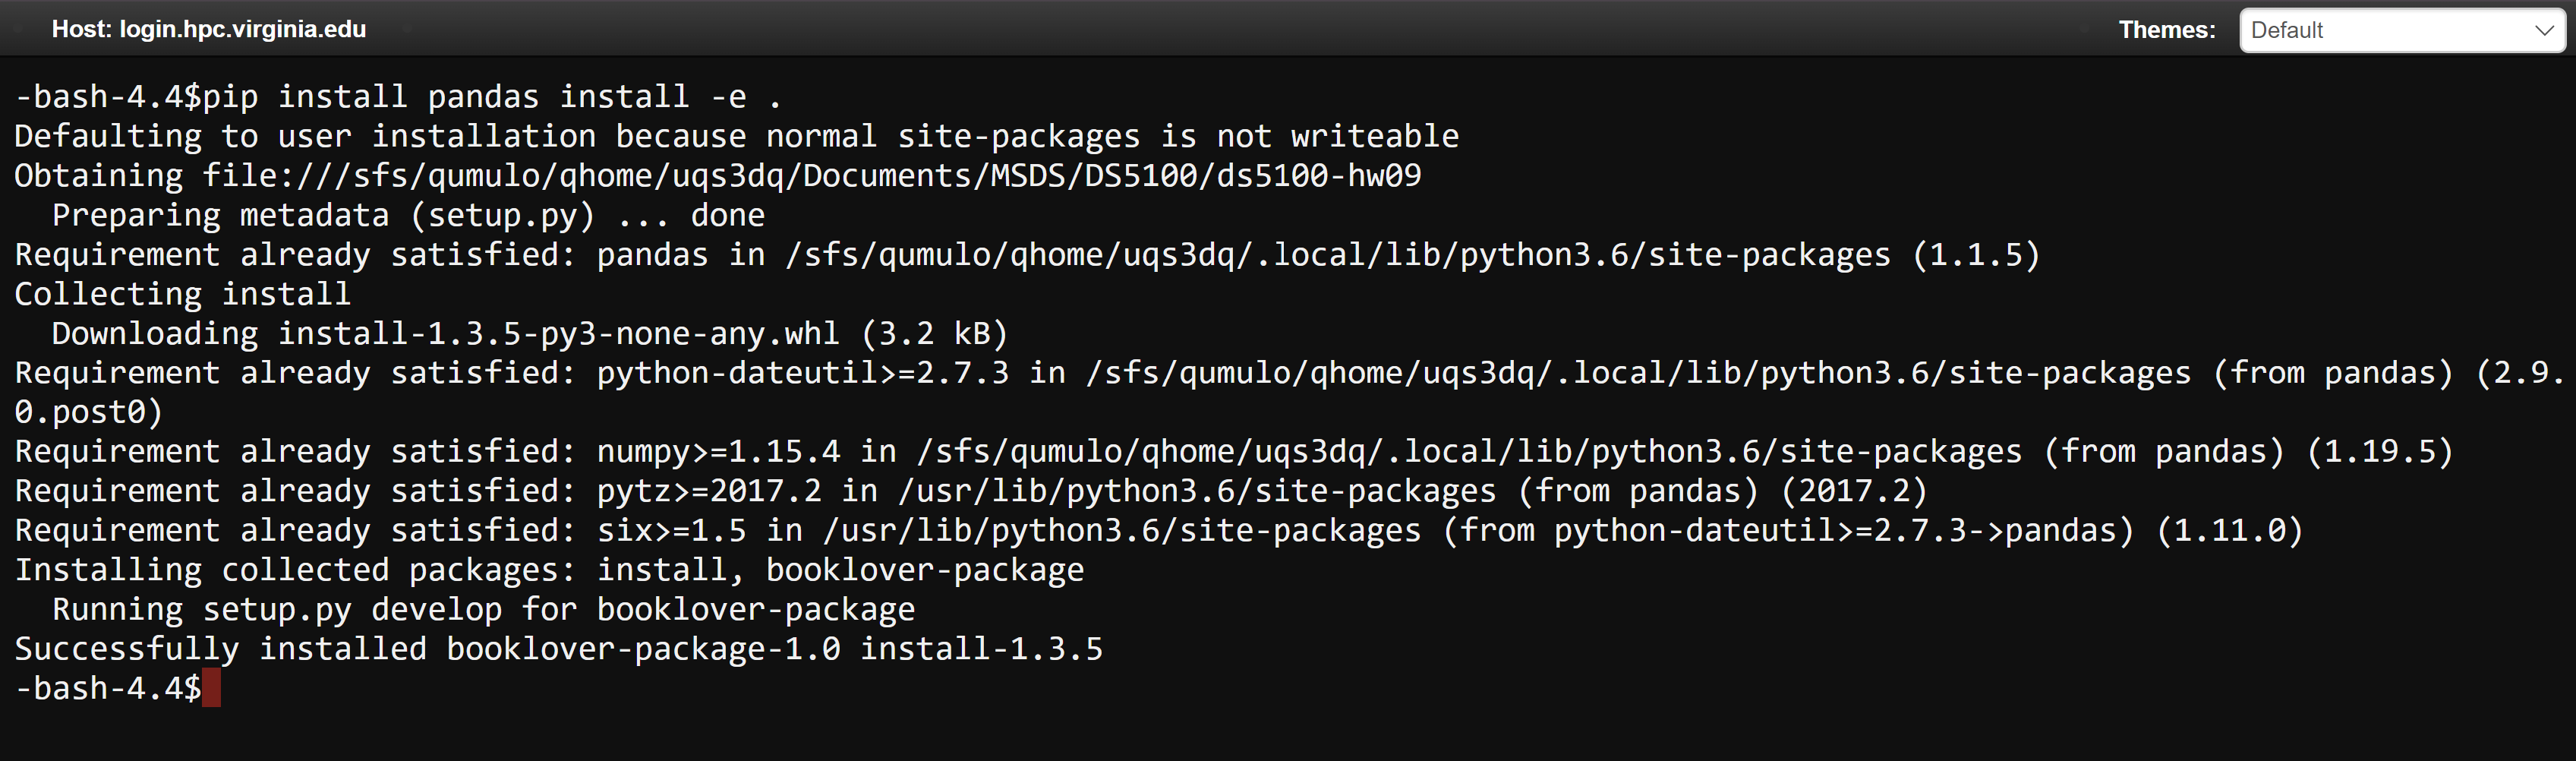 Host: login.hpc.virginia.edu Themes: Default
-bash-4.4$pip install pandas install -e .
Defaulting to user installation because normal site-packages is not writeable
Obtaining file:///sfs/qumulo/qhome/uqs3dq/Documents/MSDS/DS5100/ds5100-hw09
  Preparing metadata (setup.py) ... done
Requirement already satisfied: pandas in /sfs/qumulo/qhome/uqs3dq/.local/lib/python3.6/site-packages (1.1.5)
Collecting install
  Downloading install-1.3.5-py3-none-any.whl (3.2 kB)
Requirement already satisfied: python-dateutil>=2.7.3 in /sfs/qumulo/qhome/uqs3dq/.local/lib/python3.6/site-packages (from pandas) (2.9.
0.post0)
Requirement already satisfied: numpy>=1.15.4 in /sfs/qumulo/qhome/uqs3dq/.local/lib/python3.6/site-packages (from pandas) (1.19.5)
Requirement already satisfied: pytz>=2017.2 in /usr/lib/python3.6/site-packages (from pandas) (2017.2)
Requirement already satisfied: six>=1.5 in /usr/lib/python3.6/site-packages (from python-dateutil>=2.7.3->pandas) (1.11.0)
Installing collected packages: install, booklover-package
  Running setup.py develop for booklover-package
Successfully installed booklover-package-1.0 install-1.3.5
-bash-4.4$